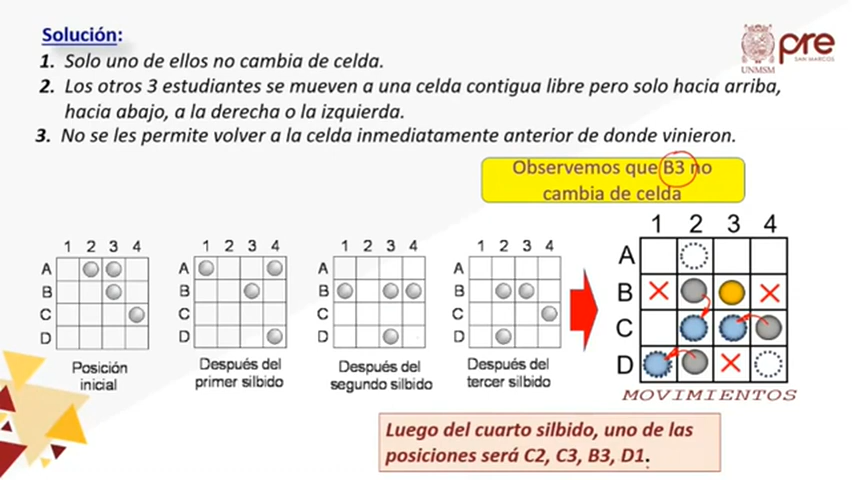 Solución:
1. Solo uno de ellos no cambia de celda.
2. Los otros 3 estudiantes se mueven a una celda contigua libre pero solo hacia arriba,
hacia abajo, a la derecha o la izquierda.
3. No se les permite volver a la celda inmediatamente anterior de donde vinieron.
UNMSM
pre
SAN MARCOS
Observemos que B3 no
cambia de celda
1 2 3 4
A
B
C
D
Posición
inicial
1 2 3 4
A
B
C
D
Después del
primer silbido
1 2 3 4
A
B
C
D
Después del
segundo silbido
1 2 3 4
A
B
C
D
Después del
tercer silbido
1 2 3 4
A
B
C
D
MOVIMIENTOS
Luego del cuarto silbido, uno de las
posiciones será C2, C3, B3, D1.